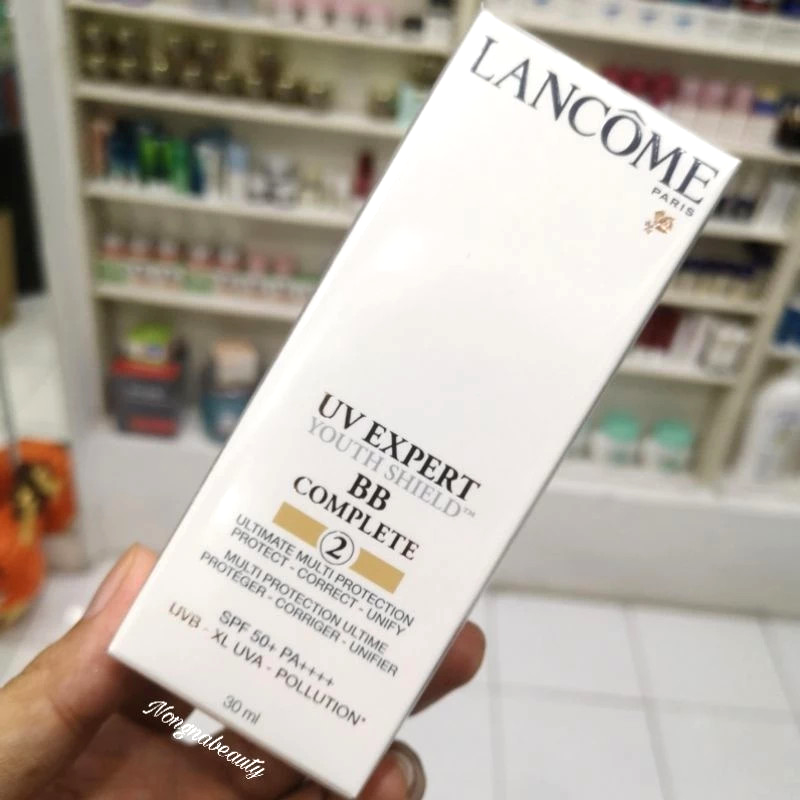 LANCÔME
PARIS
UV EXPERT
YOUTH SHIELD™
BB
COMPLETE
2
ULTIMATE MULTI PROTECTION
PROTECT - CORRECT - UNIFY
MULTI PROTECTION ULTIME
PROTÉGER - CORRIGER - UNIFIER
SPF 50+ PA++++
UVB - XL UVA - POLLUTION*
30 ml
Nongnabeauty